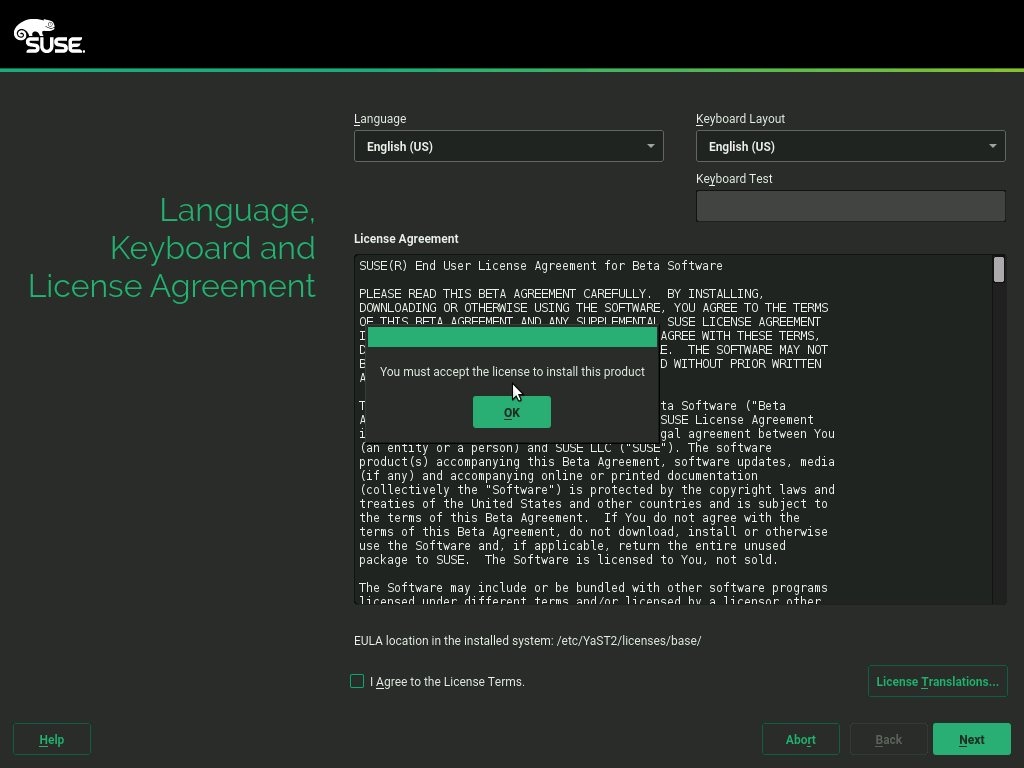 SUSE.
Language,
Keyboard and
License Agreement
Language
English (US)
Keyboard Layout
English (US)
Keyboard Test
License Agreement
SUSE(R) End User License Agreement for Beta Software
PLEASE READ THIS BETA AGREEMENT CAREFULLY.  BY INSTALLING,
DOWNLOADING OR OTHERWISE USING THE SOFTWARE, YOU AGREE TO THE TERMS
OF THIS BETA AGREEMENT AND ANY SUPPLEMENTAL SUSE LICENSE AGREEMENT
AGREE WITH THESE TERMS,
THE SOFTWARE MAY NOT
WITHOUT PRIOR WRITTEN
You must accept the license to install this product
OK
Software ("Beta
SUSE License Agreement
agreement between You
(an entity or a person) and SUSE LLC ("SUSE"). The software
product(s) accompanying this Beta Agreement, software updates, media
(if any) and accompanying online or printed documentation
(collectively the "Software") is protected by the copyright laws and
treaties of the United States and other countries and is subject to
the terms of this Beta Agreement.  If You do not agree with the
terms of this Beta Agreement, do not download, install or otherwise
use the Software and, if applicable, return the entire unused
package to SUSE.  The Software is licensed to You, not sold.
The Software may include or be bundled with other software programs
licensed under different terms and/or licensed by a licensor other
EULA location in the installed system: /etc/YaST2/licenses/base/
I Agree to the License Terms.
License Translations...
Help
Abort
Back
Next